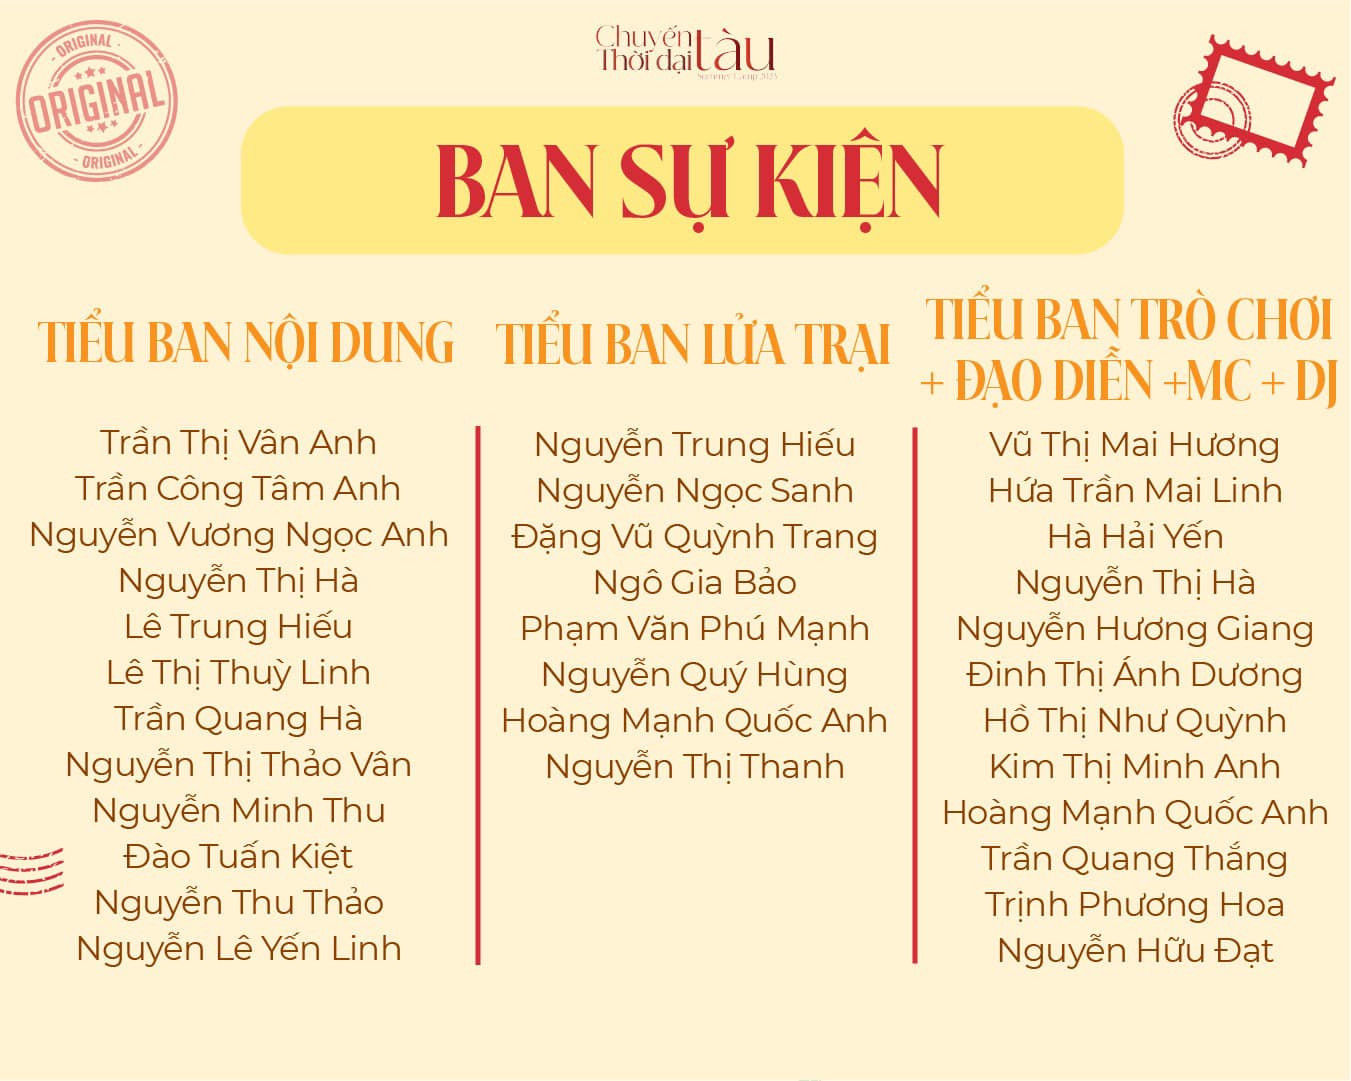 ORIGINAL
ORIGINAL
ORIGINAL
Chuyến tàu
Thời đại
Summer Camp 2023
BAN SỰ KIỆN
TIỂU BAN NỘI DUNG
Trần Thị Vân Anh
Trần Công Tâm Anh
Nguyễn Vương Ngọc Anh
Nguyễn Thị Hà
Lê Trung Hiếu
Lê Thị Thuỳ Linh
Trần Quang Hà
Nguyễn Thị Thảo Vân
Nguyễn Minh Thu
Đào Tuấn Kiệt
Nguyễn Thu Thảo
Nguyễn Lê Yến Linh
TIỂU BAN LỬA TRẠI
Nguyễn Trung Hiếu
Nguyễn Ngọc Sanh
Đặng Vũ Quỳnh Trang
Ngô Gia Bảo
Phạm Văn Phú Mạnh
Nguyễn Quý Hùng
Hoàng Mạnh Quốc Anh
Nguyễn Thị Thanh
TIỂU BAN TRÒ CHƠI
+ ĐẠO DIỄN +MC + DJ
Vũ Thị Mai Hương
Hứa Trần Mai Linh
Hà Hải Yến
Nguyễn Thị Hà
Nguyễn Hương Giang
Đinh Thị Ánh Dương
Hồ Thị Như Quỳnh
Kim Thị Minh Anh
Hoàng Mạnh Quốc Anh
Trần Quang Thắng
Trịnh Phương Hoa
Nguyễn Hữu Đạt